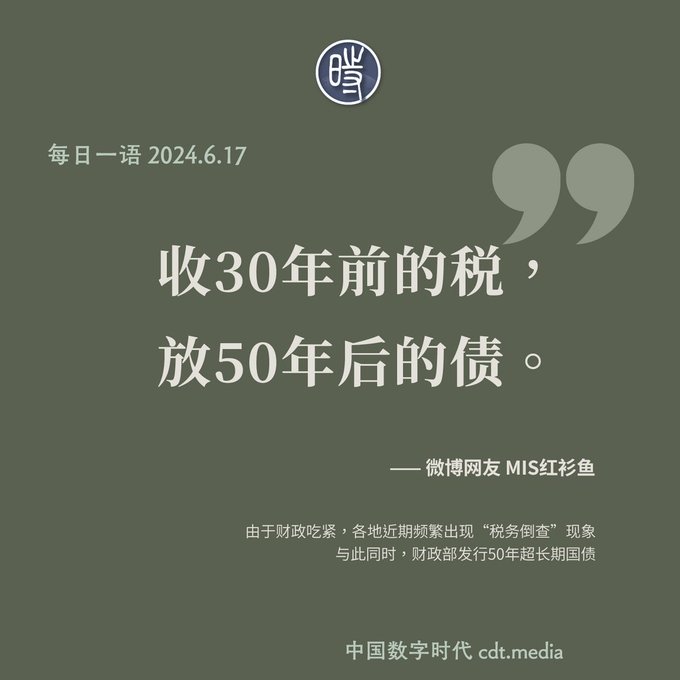 時
每日一语 2024.6.17
收30年前的税，
放50年后的债。
—— 微博网友 MIS红衫鱼
由于财政吃紧，各地近期频繁出现“税务倒查”现象
与此同时，财政部发行50年超长期国债
中国数字时代 cdt.media